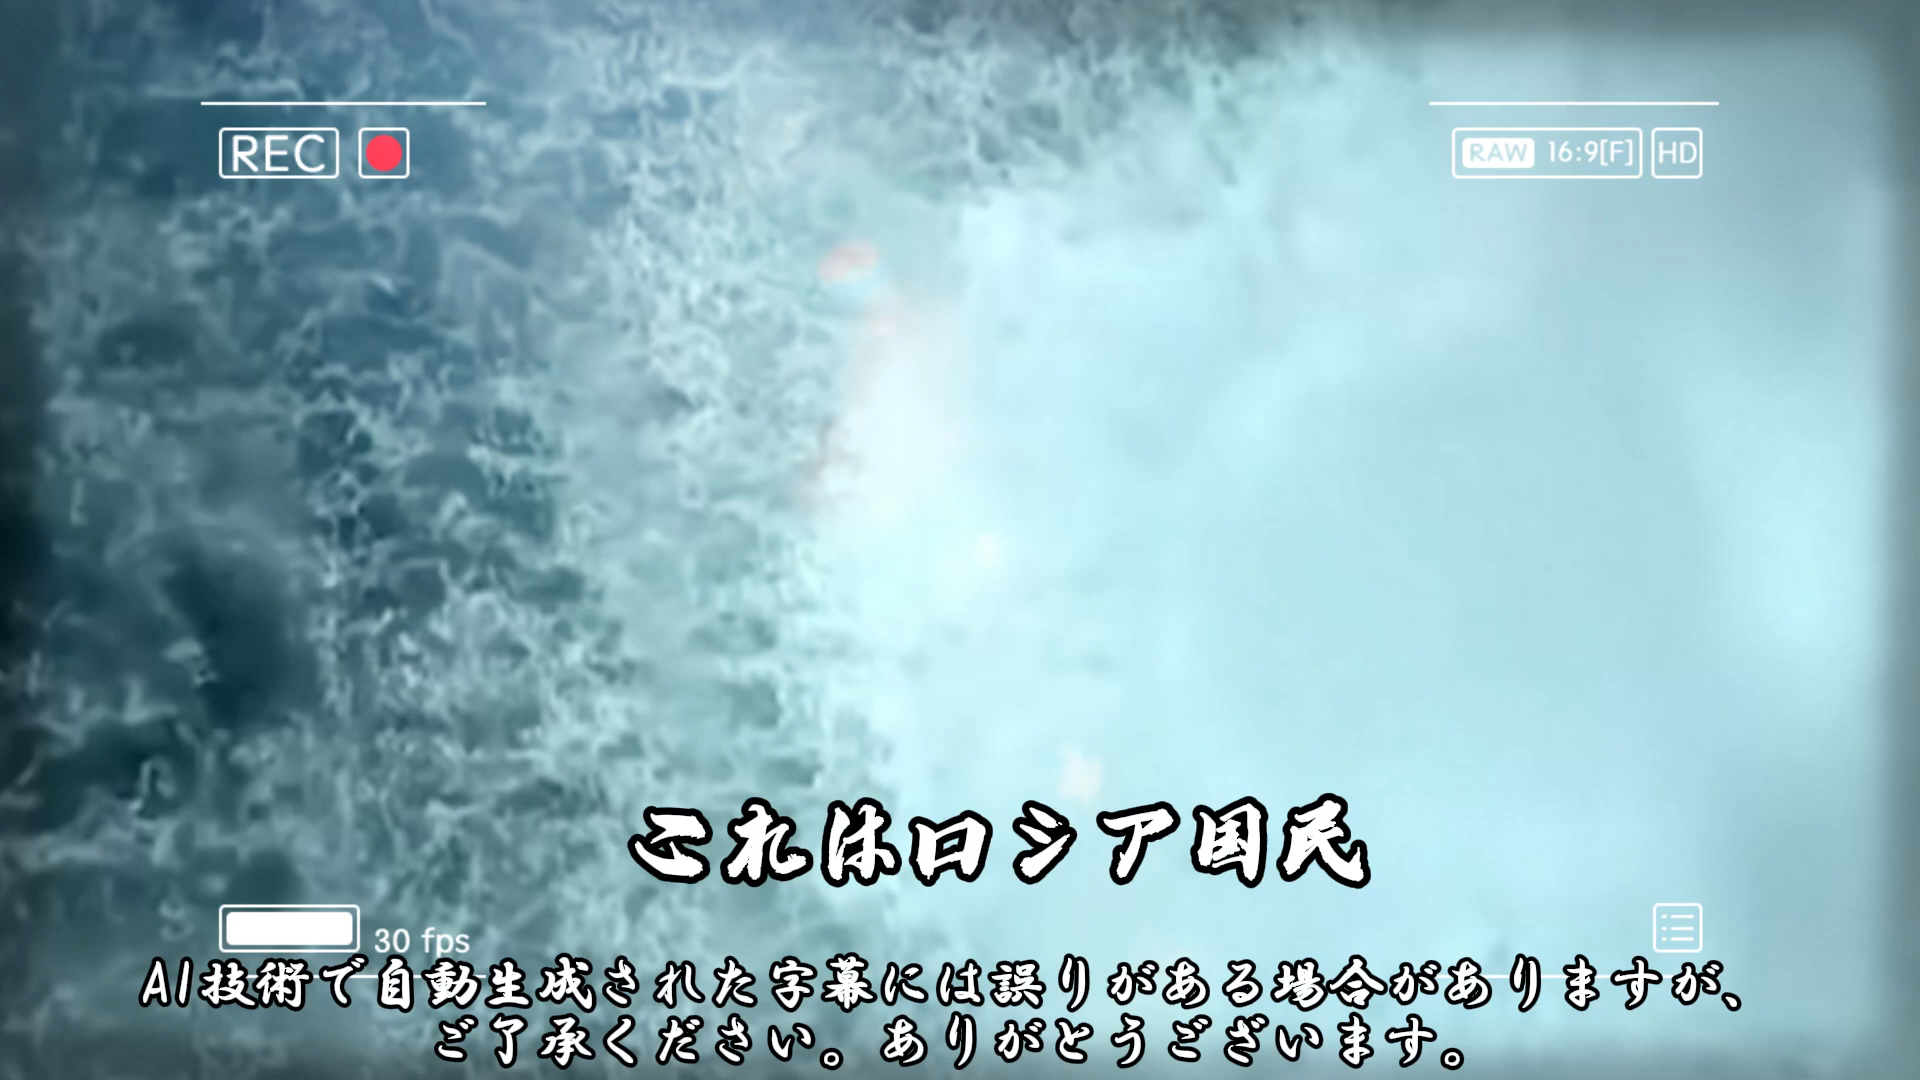 REC
RAW 16:9[F] HD
これはロシア国民
30 fps
AI技術で自動生成された字幕には誤りがある場合がありますが、
ご了承ください。ありがとうございます。